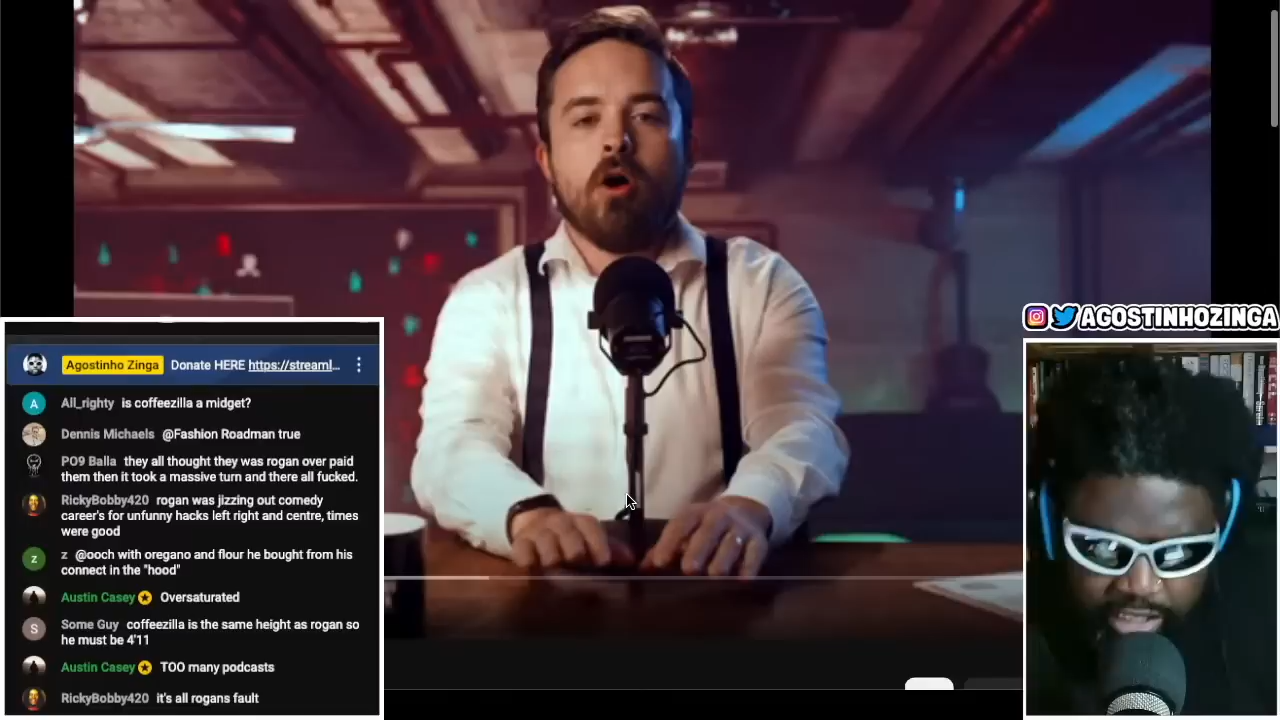 AGOSTINHOZINGA
Agostinho Zinga Donate HERE https://streaml...
A All_righty is coffeezilla a midget?
Dennis Michaels @Fashion Roadman true
PO9 Balla they all thought they was rogan over paid
them then it took a massive turn and there all fucked.
RickyBobby420 rogan was jizzing out comedy
career's for unfunny hacks left right and centre, times
were good
z z @ooch with oregano and flour he bought from his
connect in the "hood"
Austin Casey Oversaturated
S Some Guy coffeezilla is the same height as rogan so
he must be 4'11
Austin Casey TOO many podcasts
RickyBobby420 it's all rogans fault